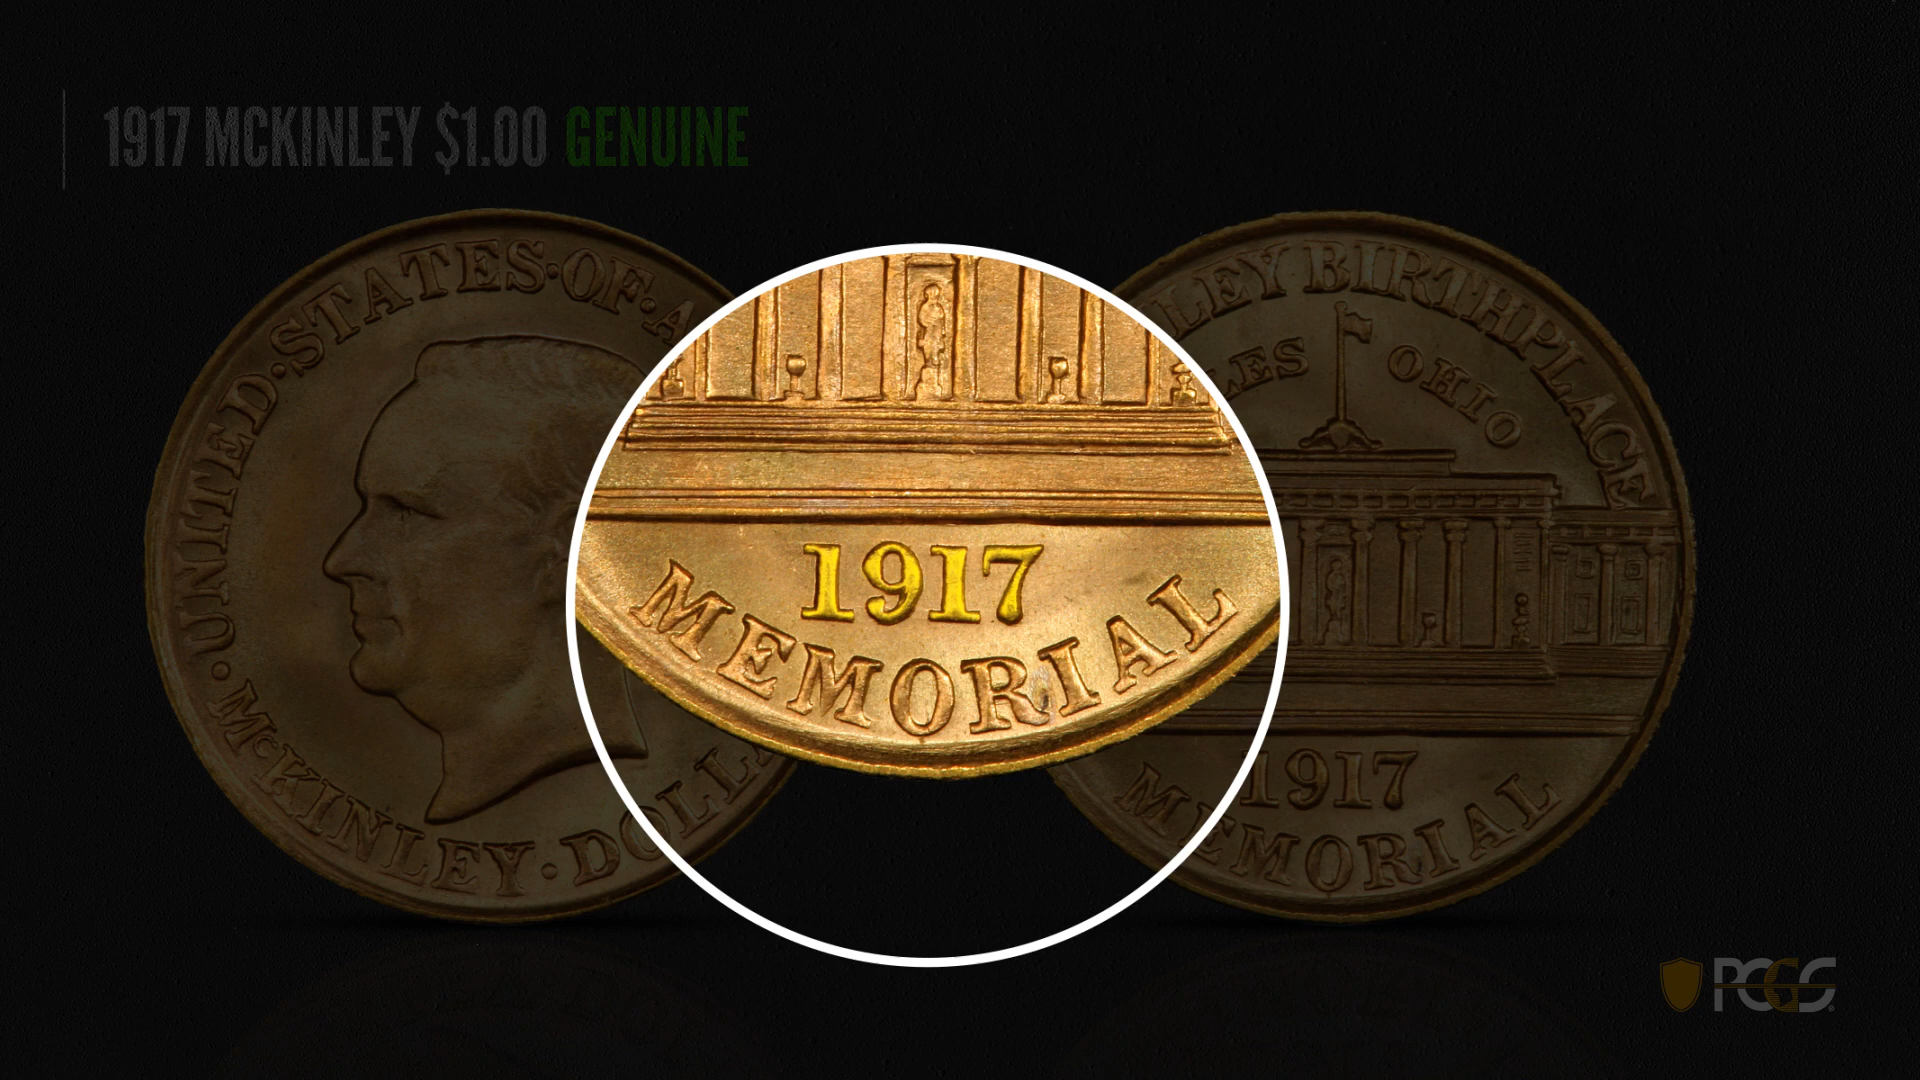 1917 MCKINLEY $1.00 GENUINE
UNITED·STATES·OF·A
McKINLEY·DOLL
1917
MEMORIAL
LEY BIRTHPLACE
LES OHIO
1917
MEMORIAL
PCGS